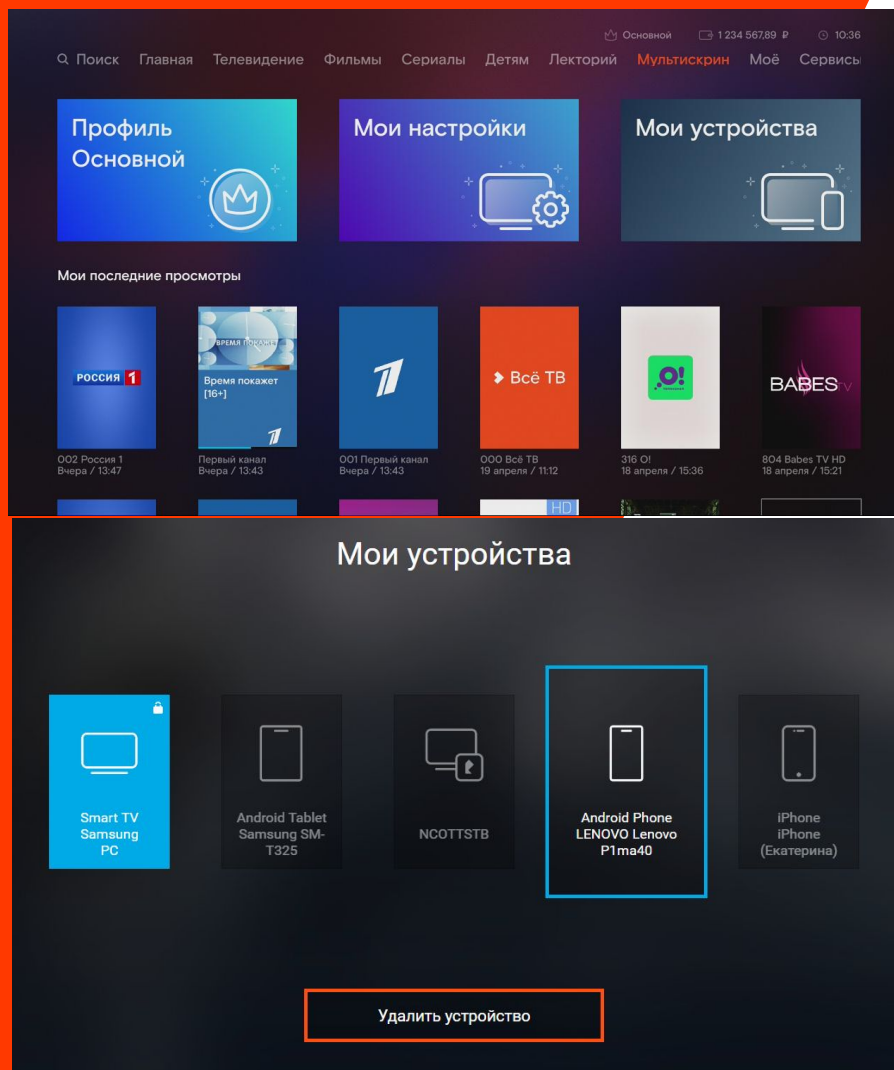 Основной 1 234 567,89 ₽ 10:36
Поиск Главная Телевидение Фильмы Сериалы Детям Лекторий Мультискрин Моё Сервисы
Профиль
Основной
Мои настройки
Мои устройства
Мои последние просмотры
РОССИЯ 1
ВРЕМЯ ПОКАЖЕТ
Время покажет
[16+]
1
1
Всё ТВ
O!
BABES TV
002 Россия 1
Вчера / 13:47
Первый канал
Вчера / 13:43
001 Первый канал
Вчера / 13:43
000 Всё ТВ
19 апреля / 11:12
316 O!
18 апреля / 15:36
804 Babes TV HD
18 апреля / 15:21
HD
Мои устройства
Smart TV
Samsung
PC
Android Tablet
Samsung SM-
T325
NCOTTSTB
Android Phone
LENOVO Lenovo
P1ma40
iPhone
iPhone
(Екатерина)
Удалить устройство